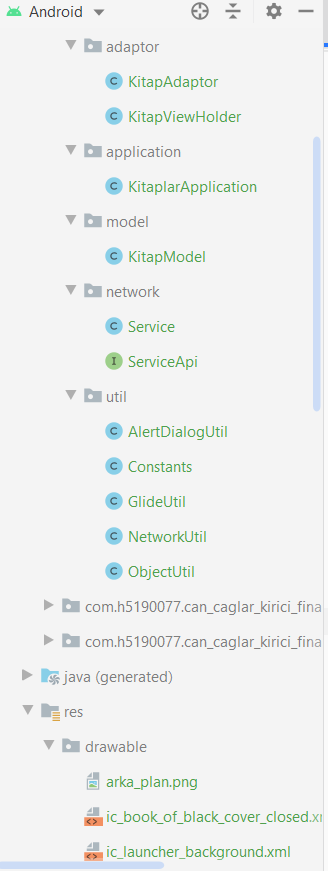 Android
adaptor
C KitapAdaptor
C KitapViewHolder
application
C KitaplarApplication
model
C KitapModel
network
C Service
I ServiceApi
util
C AlertDialogUtil
C Constants
C GlideUtil
C NetworkUtil
C ObjectUtil
com.h5190077.can_caglar_kirici_fina
com.h5190077.can_caglar_kirici_fina
java (generated)
res
drawable
arka_plan.png
ic_book_of_black_cover_closed.xm
ic_launcher_background.xml